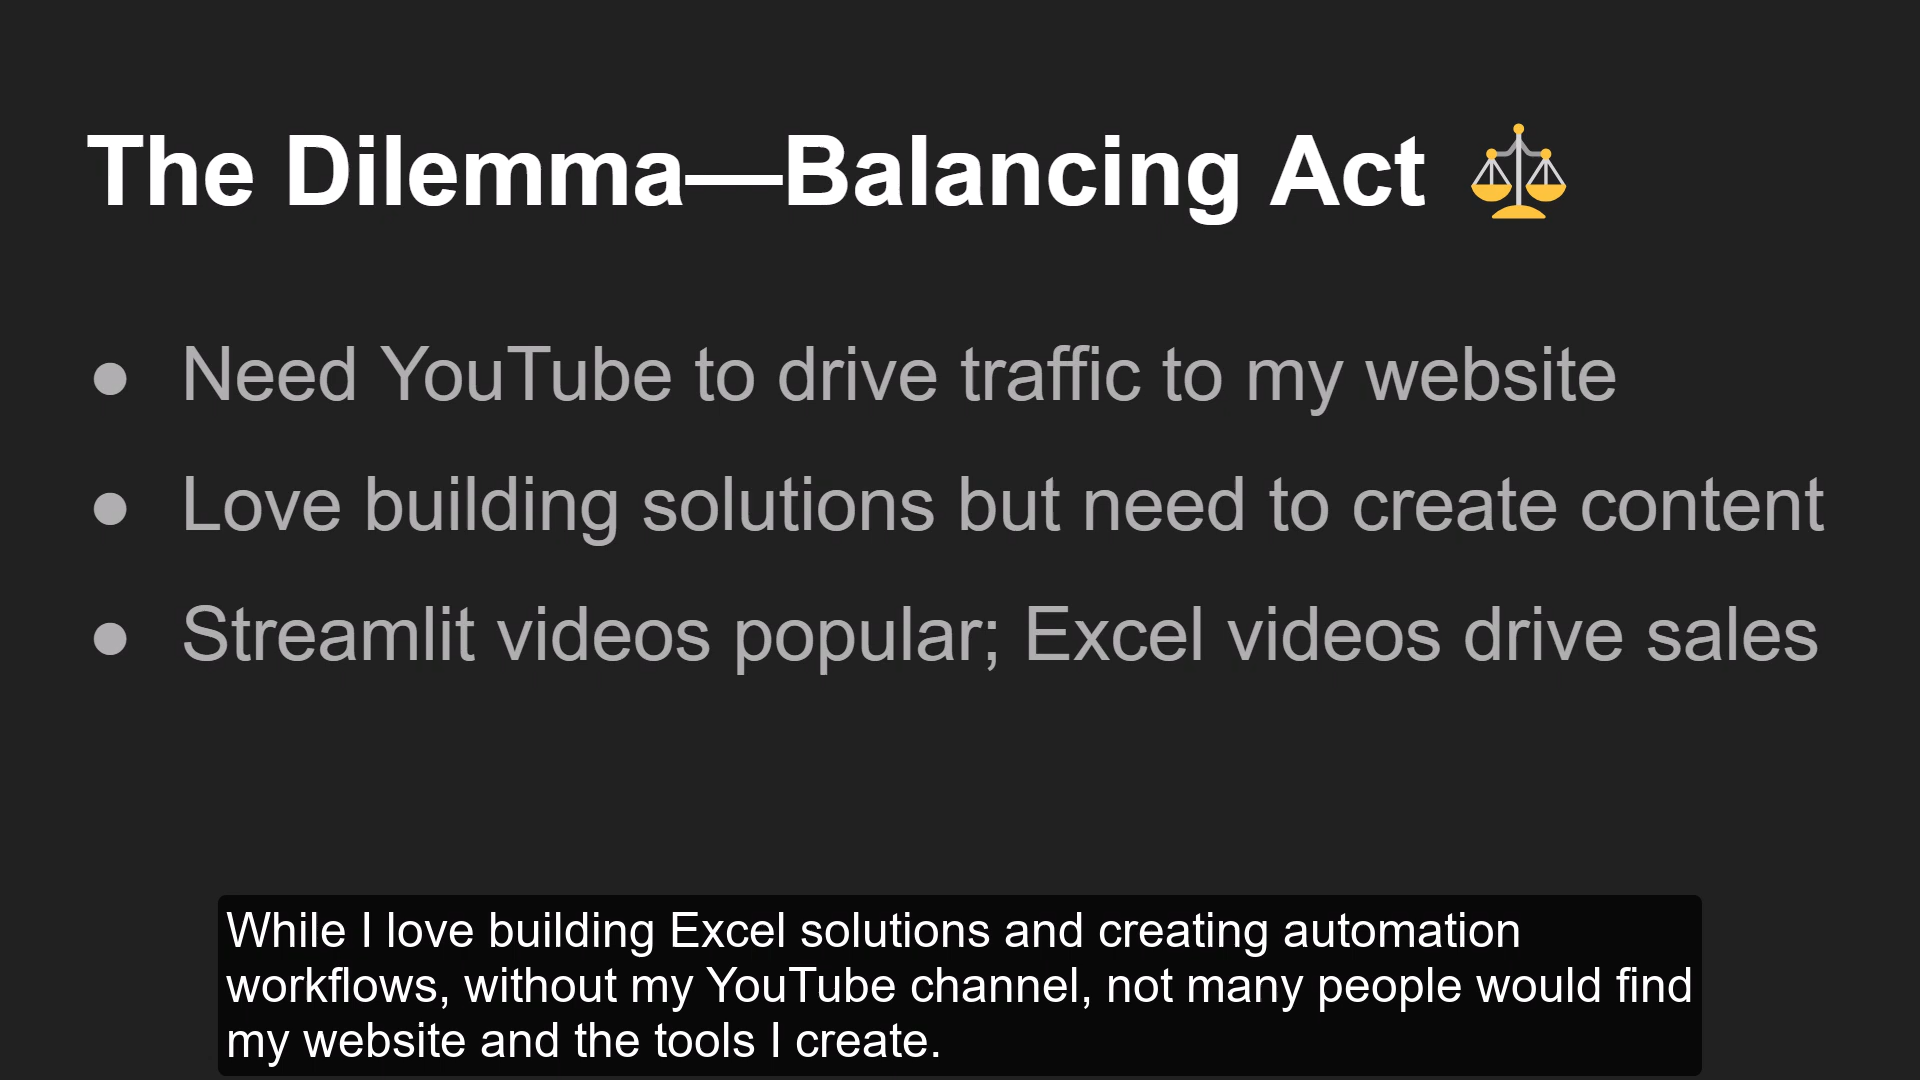 The Dilemma—Balancing Act ⚖️
● Need YouTube to drive traffic to my website
● Love building solutions but need to create content
● Streamlit videos popular; Excel videos drive sales
While I love building Excel solutions and creating automation
workflows, without my YouTube channel, not many people would find
my website and the tools I create.